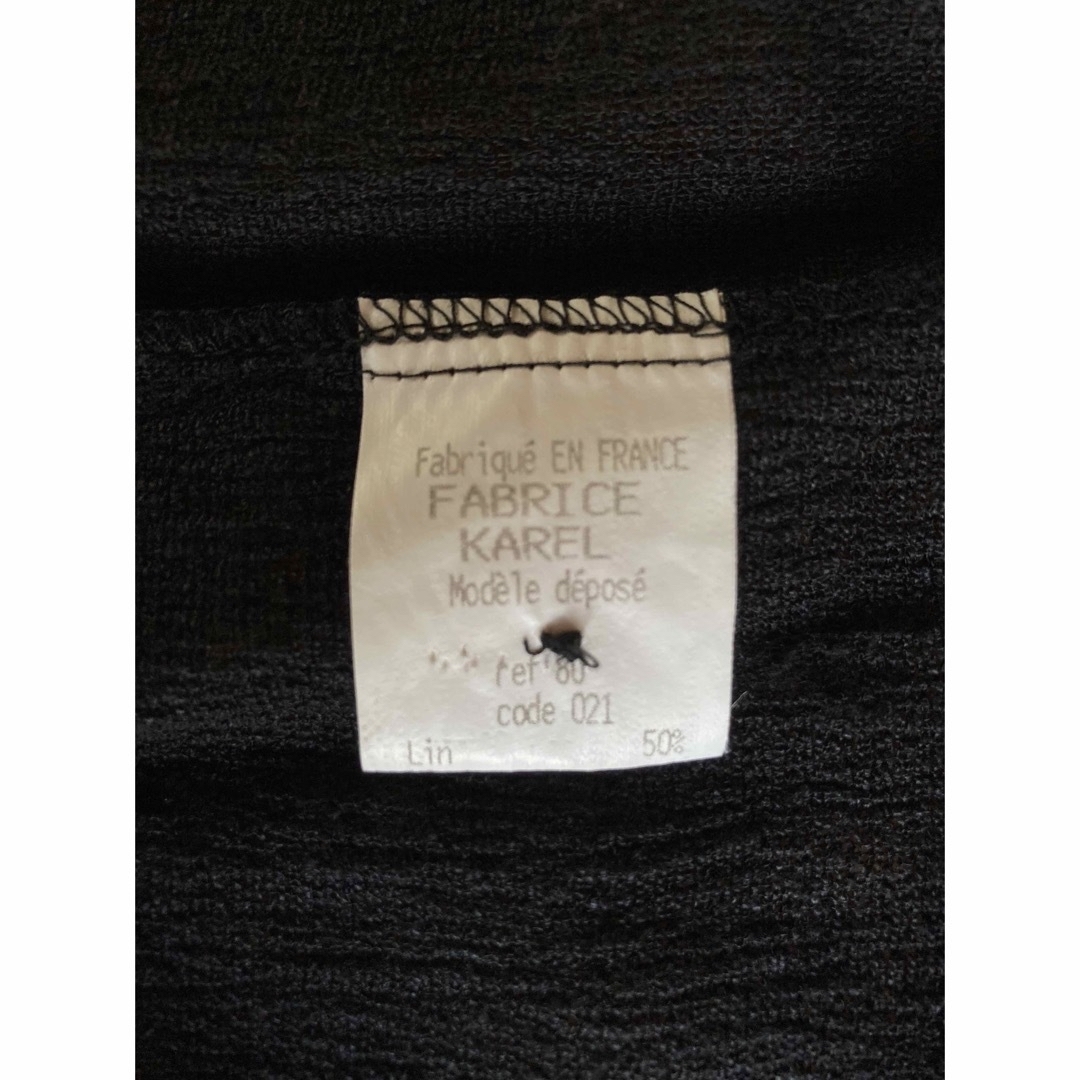 Fabriqué EN FRANCE
FABRICE
KAREL
Modèle déposé
ref 80
code 021
Lin 50%